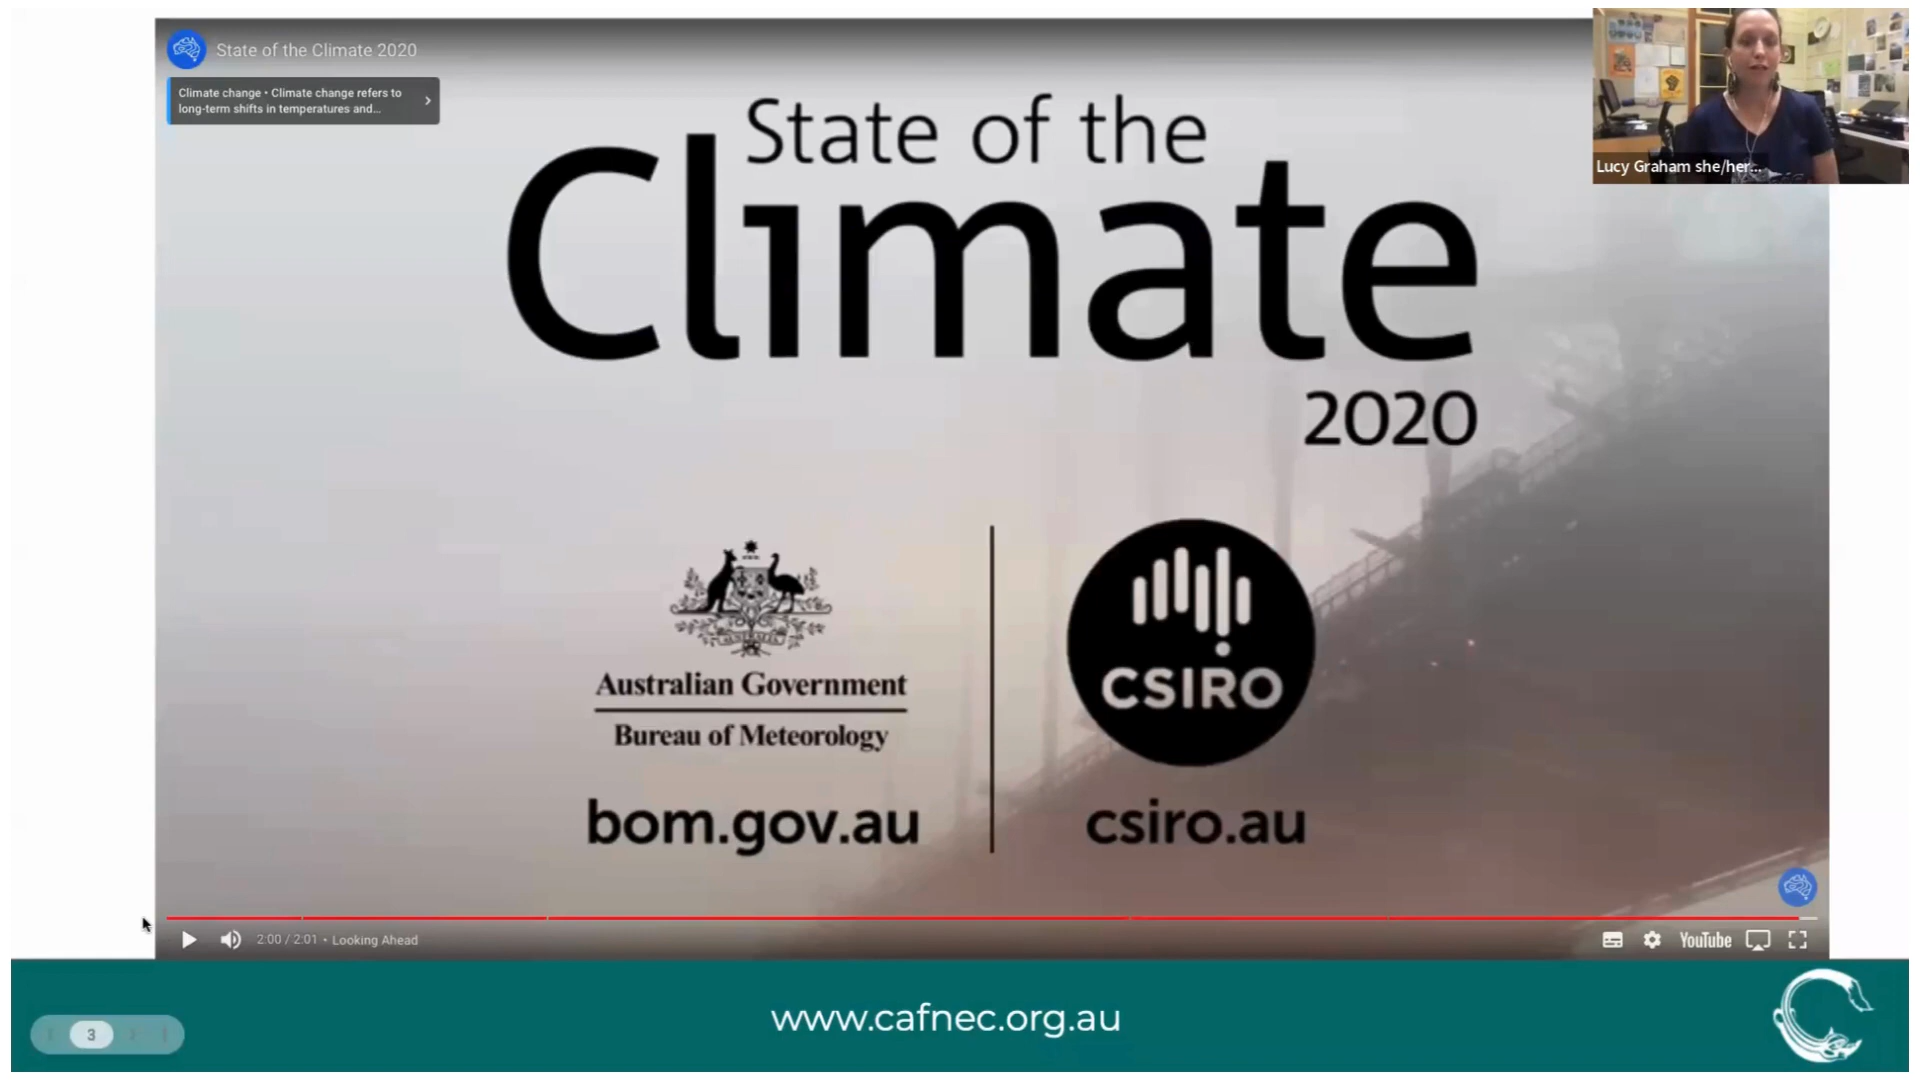 State of the Climate 2020
Climate change • Climate change refers to
long-term shifts in temperatures and...
Lucy Graham she/her...
State of the
Climate
2020
AUSTRALIA
Australian Government
Bureau of Meteorology
bom.gov.au
CSIRO
csiro.au
2:00 / 2:01 • Looking Ahead
YouTube
www.cafnec.org.au
3